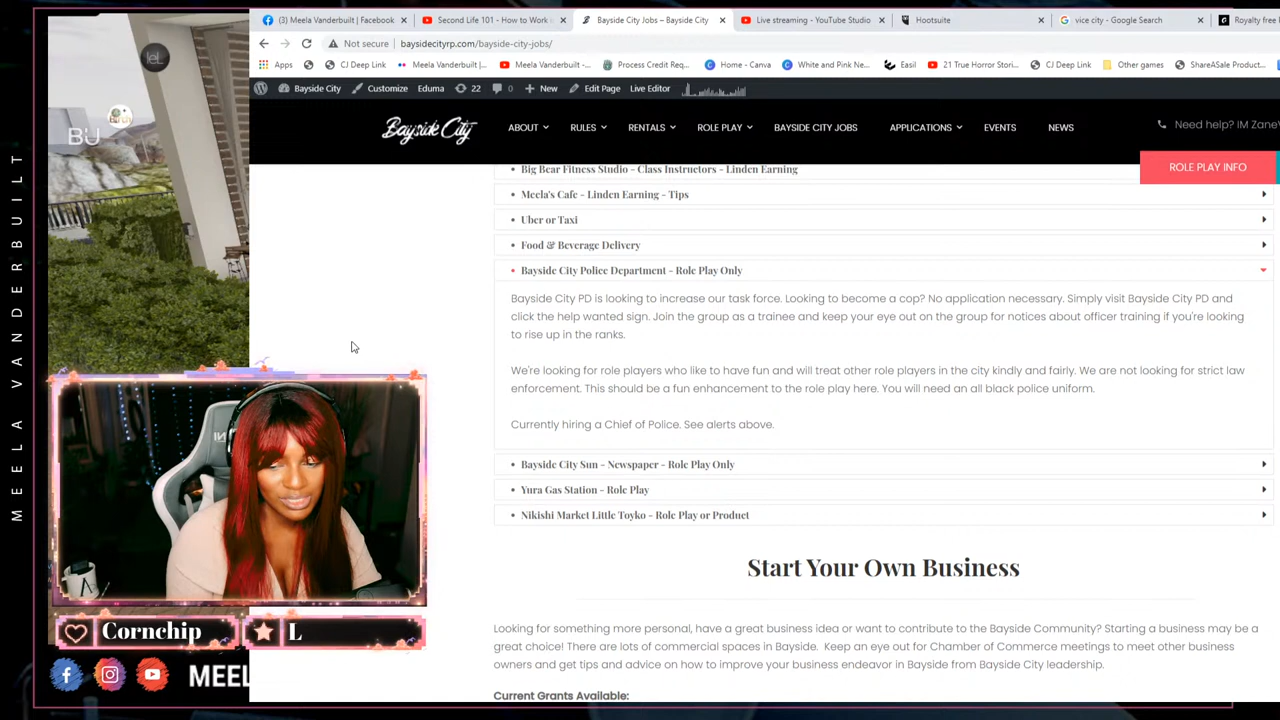 (3) Meela Vanderbuilt | Facebook
Second Life 101 - How to Work
Bayside City Jobs – Bayside City
Live streaming - YouTube Studio
Hootsuite
vice city - Google Search
Royalty free
Not secure
baysidecityrp.com/bayside-city-jobs/
Apps
CJ Deep Link
Meela Vanderbuilt |...
Meela Vanderbuilt -...
Process Credit Req...
Home - Canva
White and Pink Ne...
Easil
21 True Horror Stori...
CJ Deep Link
Other games
ShareASale Product...
Bayside City
Customize
Eduma
22
0
New
Edit Page
Live Editor
Bayside City
ABOUT
RULES
RENTALS
ROLE PLAY
BAYSIDE CITY JOBS
APPLICATIONS
EVENTS
NEWS
Need help? IM Zane
ROLE PLAY INFO
• Big Bear Fitness Studio - Class Instructors - Linden Earning
• Meela's Cafe - Linden Earning - Tips
• Uber or Taxi
• Food & Beverage Delivery
• Bayside City Police Department - Role Play Only
Bayside City PD is looking to increase our task force. Looking to become a cop? No application necessary. Simply visit Bayside City PD and
click the help wanted sign. Join the group as a trainee and keep your eye out on the group for notices about officer training if you're looking
to rise up in the ranks.
We're looking for role players who like to have fun and will treat other role players in the city kindly and fairly. We are not looking for strict law
enforcement. This should be a fun enhancement to the role play here. You will need an all black police uniform.
Currently hiring a Chief of Police. See alerts above.
• Bayside City Sun - Newspaper - Role Play Only
• Yura Gas Station - Role Play
• Nikishi Market Little Toyko - Role Play or Product
Start Your Own Business
Looking for something more personal, have a great business idea or want to contribute to the Bayside Community? Starting a business may be a
great choice! There are lots of commercial spaces in Bayside. Keep an eye out for Chamber of Commerce meetings to meet other business
owners and get tips and advice on how to improve your business endeavor in Bayside from Bayside City leadership.
Current Grants Available:
MEELA VANDERBUILT
BU
Cornchip
L
MEEL